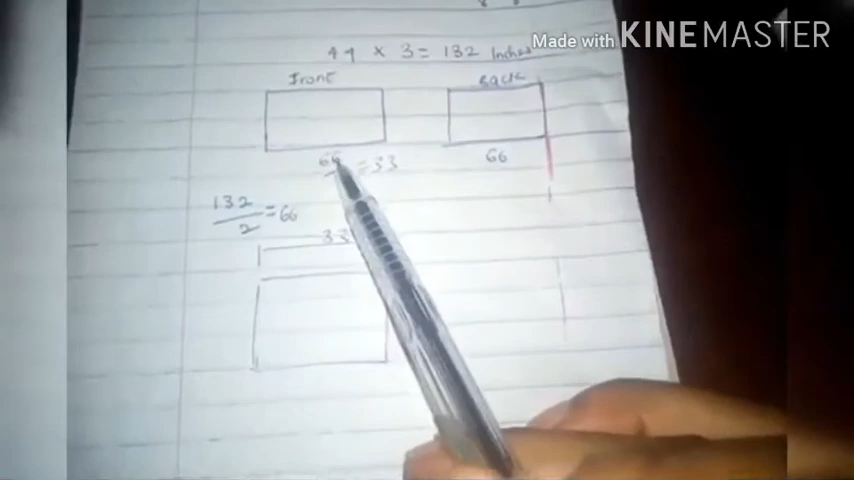 Made with KINEMASTER
44 x 3 = 132 Inches
Front Back
66 = 33 66
132/2 = 66
33